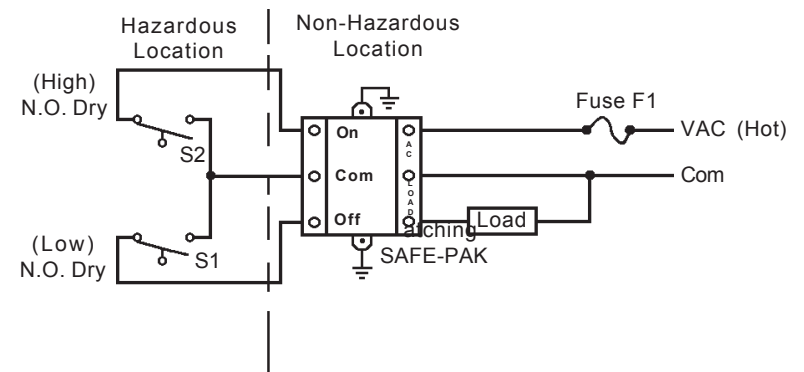 Hazardous
Location
Non-Hazardous
Location
(High)
N.O. Dry
S2
On
Com
Off
AC
LOAD
Fuse F1
VAC (Hot)
Com
Load
(Low)
N.O. Dry
S1
atching
SAFE-PAK